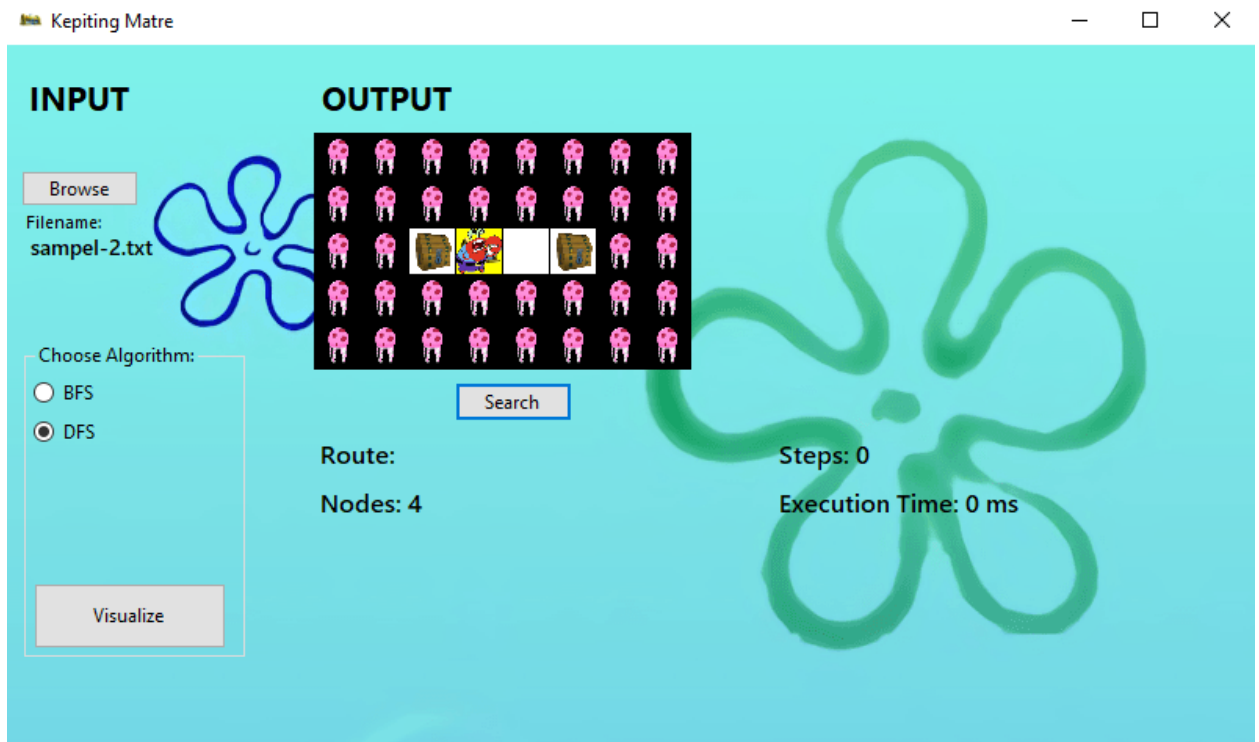 Kepiting Matre
INPUT
OUTPUT
Browse
Filename:
sampel-2.txt
Choose Algorithm:
BFS
DFS
Visualize
Search
Route:
Steps: 0
Nodes: 4
Execution Time: 0 ms